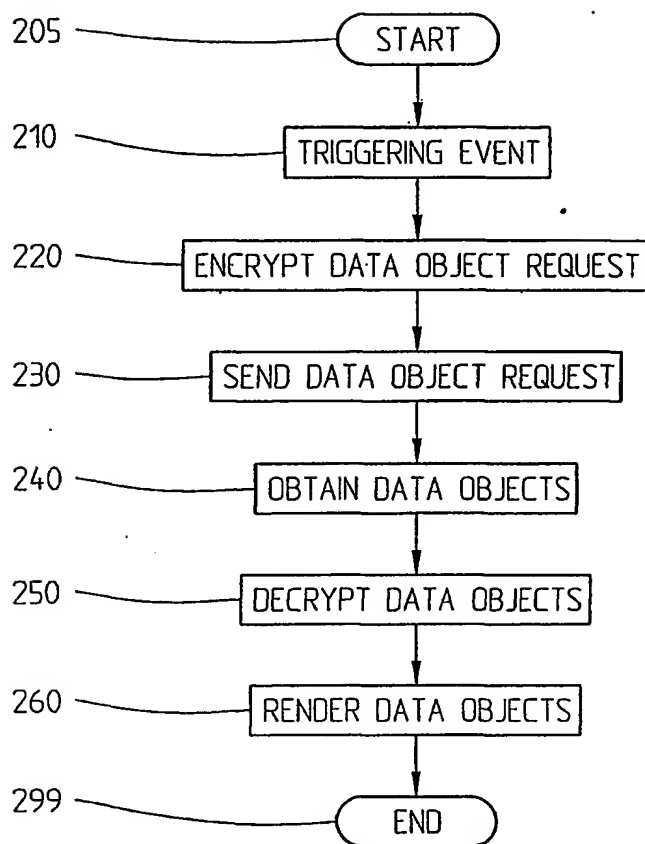 205 START
210 TRIGGERING EVENT
220 ENCRYPT DATA OBJECT REQUEST
230 SEND DATA OBJECT REQUEST
240 OBTAIN DATA OBJECTS
250 DECRYPT DATA OBJECTS
260 RENDER DATA OBJECTS
299 END